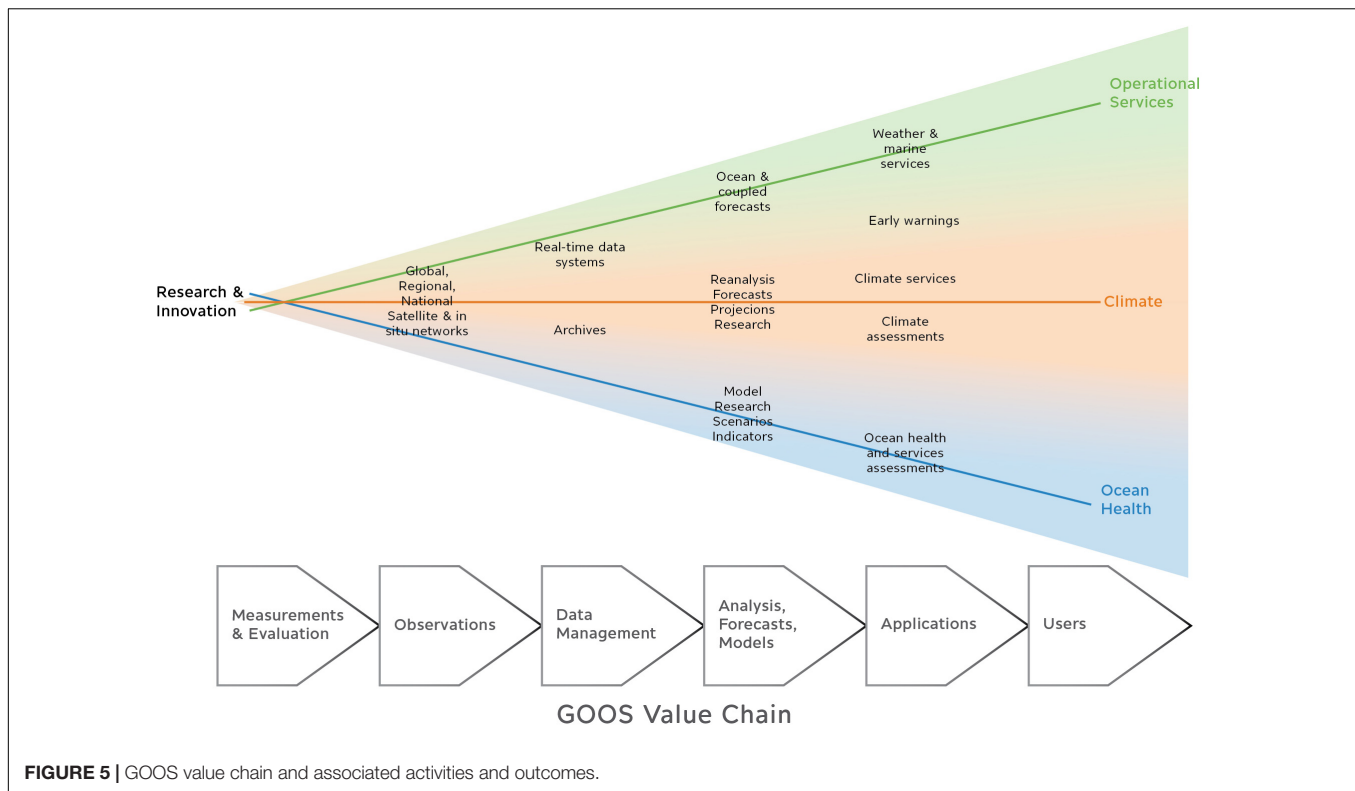 Operational
Services
Weather &
marine
services
Ocean &
coupled
forecasts
Early warnings
Real-time data
systems
Global,
Regional,
National
Satellite & in
situ networks
Research &
Innovation
Reanalysis
Forecasts
Projecions
Research
Climate services
Climate
Archives
Climate
assessments
Model
Research
Scenarios
Indicators
Ocean health
and services
assessments
Ocean
Health
Measurements
& Evaluation
Observations
Data
Management
Analysis,
Forecasts,
Models
Applications
Users
GOOS Value Chain
FIGURE 5 | GOOS value chain and associated activities and outcomes.